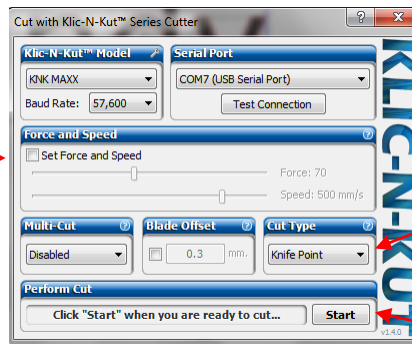 Cut with Klic-N-Kut™ Series Cutter
?
X
Klic-N-Kut™ Model
Serial Port
KNK MAXX
COM7 (USB Serial Port)
Baud Rate: 57,600
Test Connection
Force and Speed
?
Set Force and Speed
Force: 70
Speed: 500 mm/s
Multi-Cut
?
Blade Offset
?
Cut Type
?
Disabled
0.3 mm.
Knife Point
Perform Cut
Click "Start" when you are ready to cut...
Start
KLIC-N-KUT
v1.4.0